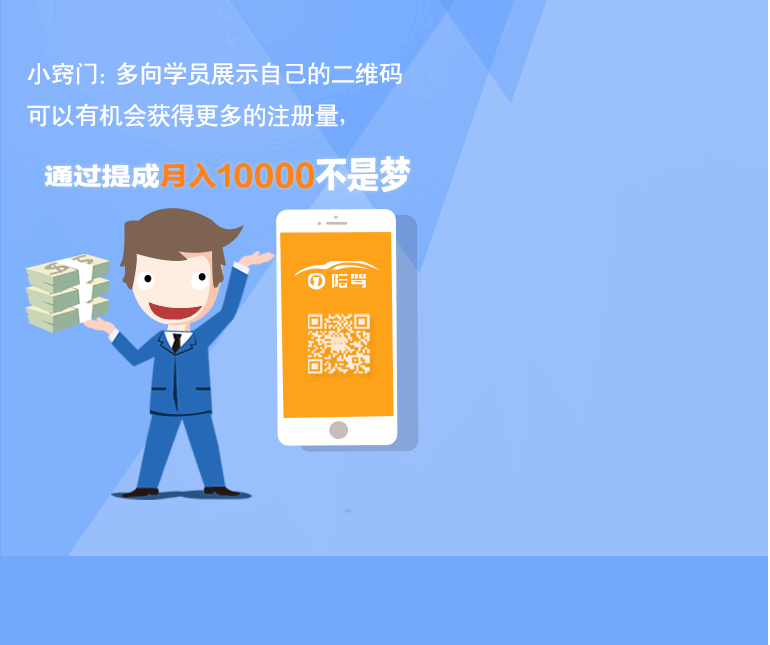 小窍门：多向学员展示自己的二维码
可以有机会获得更多的注册量，
通过提成月入10000不是梦
$ 5